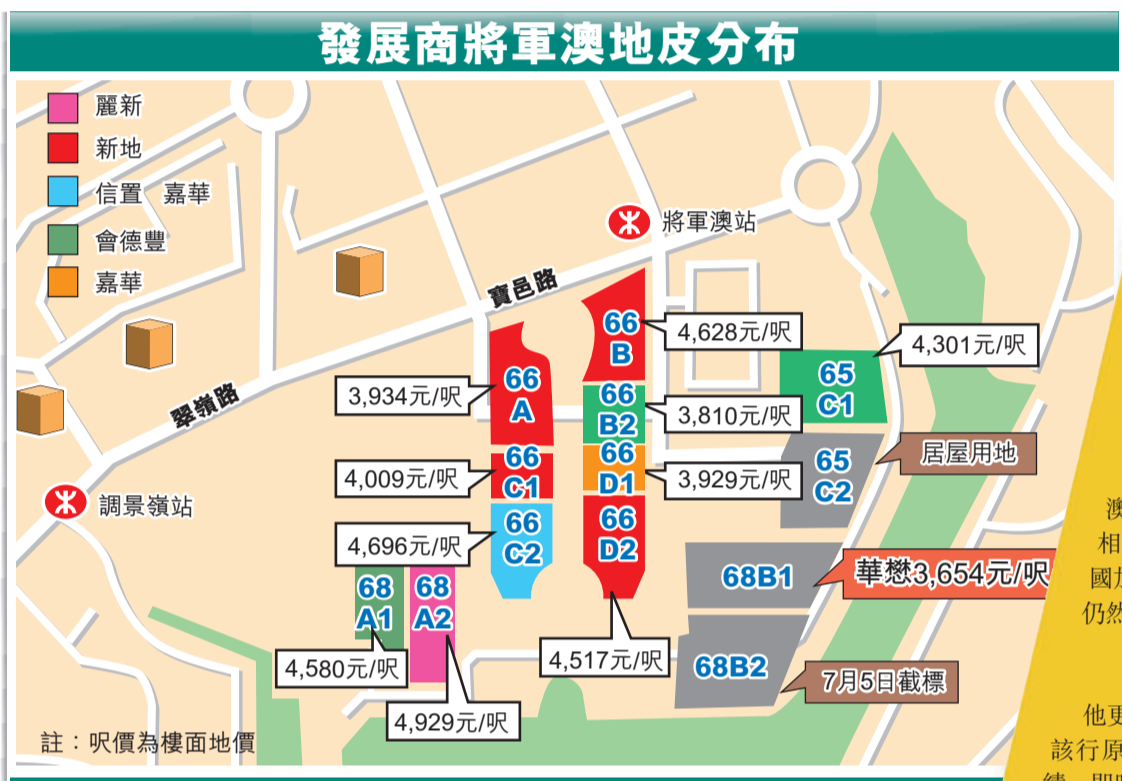 發展商將軍澳地皮分布
麗新
新地
信置 嘉華
會德豐
嘉華
將軍澳站
寶邑路
翠嶺路
調景嶺站
66
B
4,628元/呎
4,301元/呎
65
C1
66
A
3,934元/呎
66
B2
3,810元/呎
居屋用地
65
C2
66
C1
4,009元/呎
66
D1
3,929元/呎
66
C2
4,696元/呎
66
D2
4,517元/呎
68B1
華懋3,654元/呎
68
A1
4,580元/呎
68
A2
4,929元/呎
68B2
7月5日截標
註：呎價為樓面地價
澳
相
國加
仍然
他更
該行原